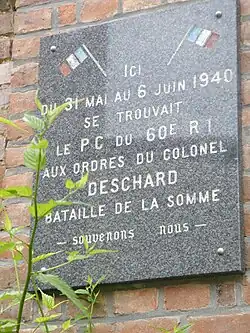 ICI
DU 31 MAI AU 6 JUIN 1940
SE TROUVAIT
LE PC DU 60E RI
AUX ORDRES DU COLONEL
DESCHARD
BATAILLE DE LA SOMME
— souvenons nous —